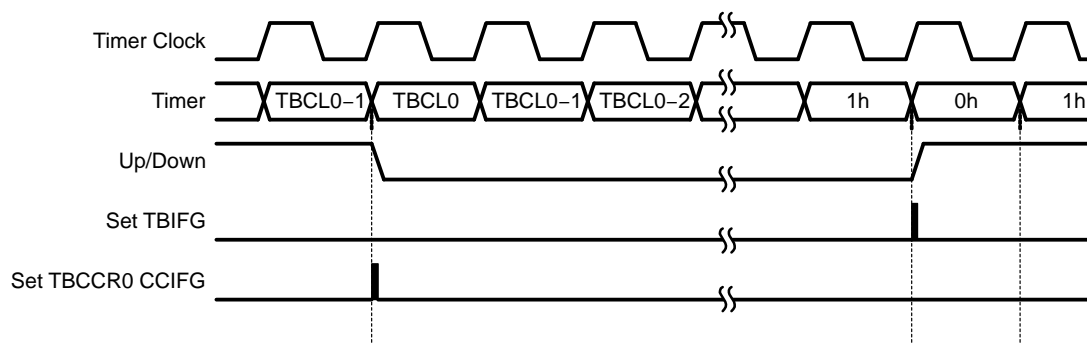 Timer Clock
Timer TBCL0−1 TBCL0 TBCL0−1 TBCL0−2 1h 0h 1h
Up/Down
Set TBIFG
Set TBCCR0 CCIFG